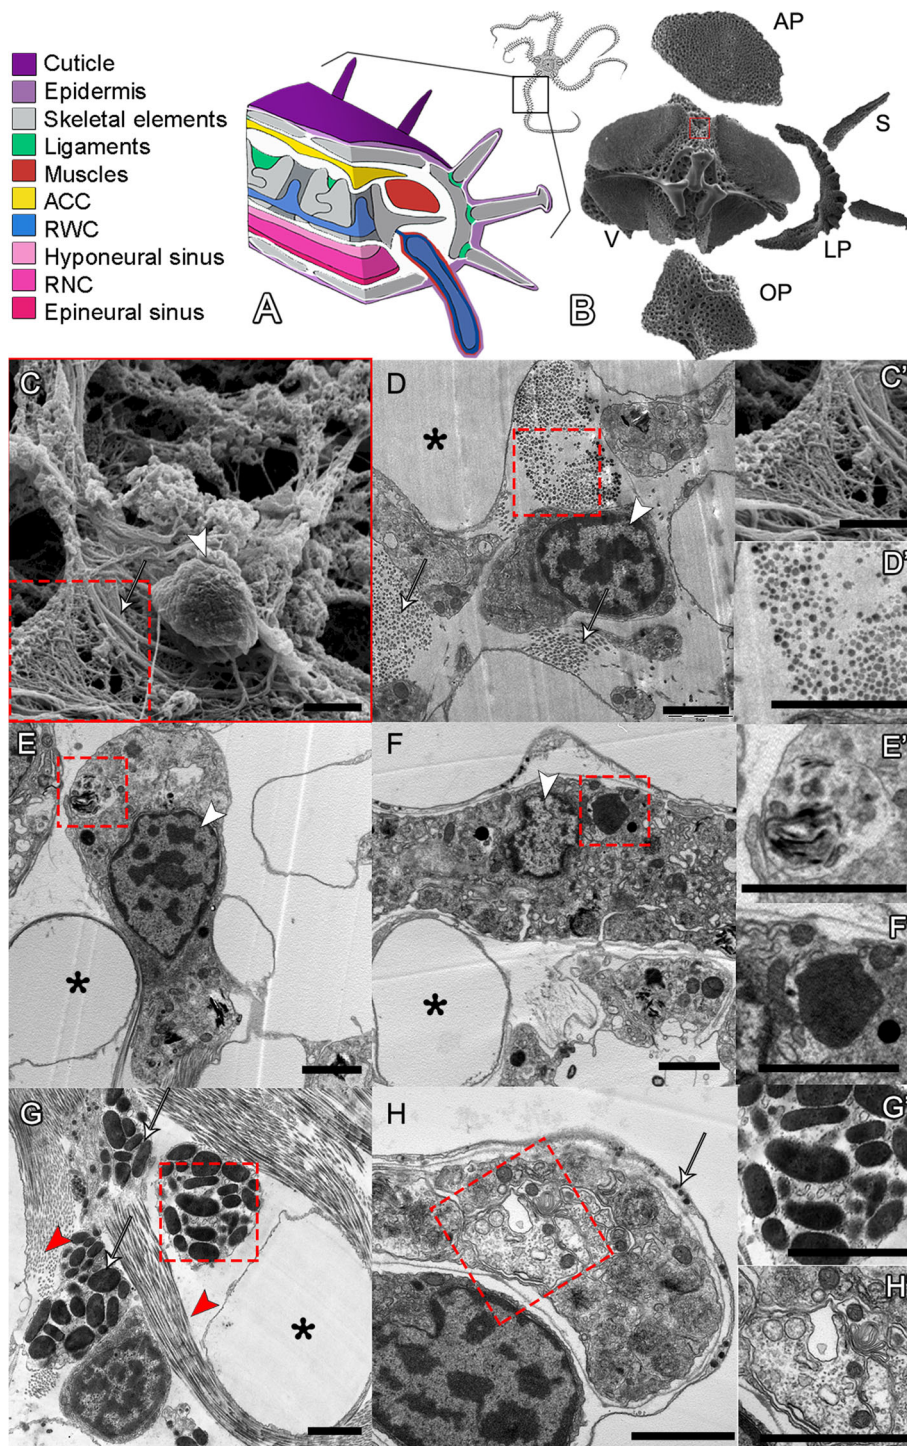 Cuticle
Epidermis
Skeletal elements
Ligaments
Muscles
ACC
RWC
Hyponeural sinus
RNC
Epineural sinus
A
B
AP
S
V
LP
OP
C
D
C'
D'
E
F
E'
F
G
H
G'
H